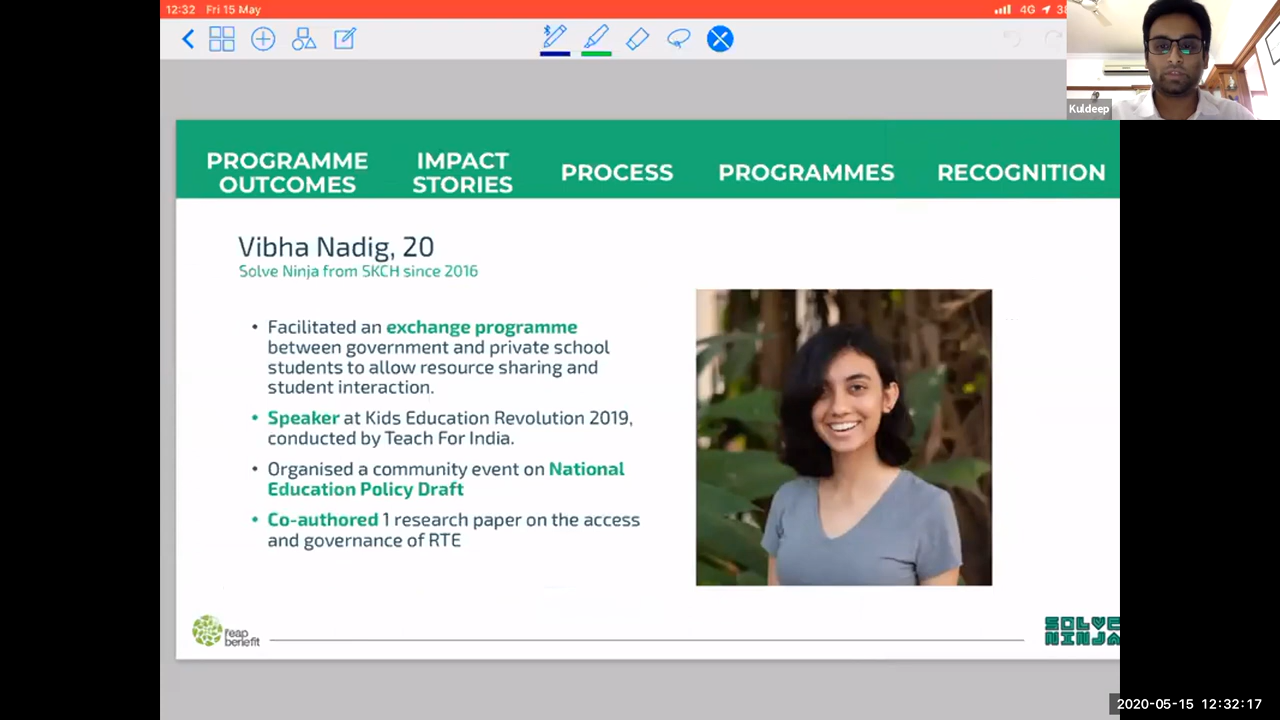 12:32 Fri 15 May
4G
Kuldeep
PROGRAMME OUTCOMES
IMPACT STORIES
PROCESS
PROGRAMMES
RECOGNITION
Vibha Nadig, 20
Solve Ninja from SKCH since 2016
• Facilitated an exchange programme
between government and private school
students to allow resource sharing and
student interaction.
• Speaker at Kids Education Revolution 2019,
conducted by Teach For India.
• Organised a community event on National
Education Policy Draft
• Co-authored 1 research paper on the access
and governance of RTE
reap
benefit
SOLVE
NINJA
2020-05-15 12:32:17